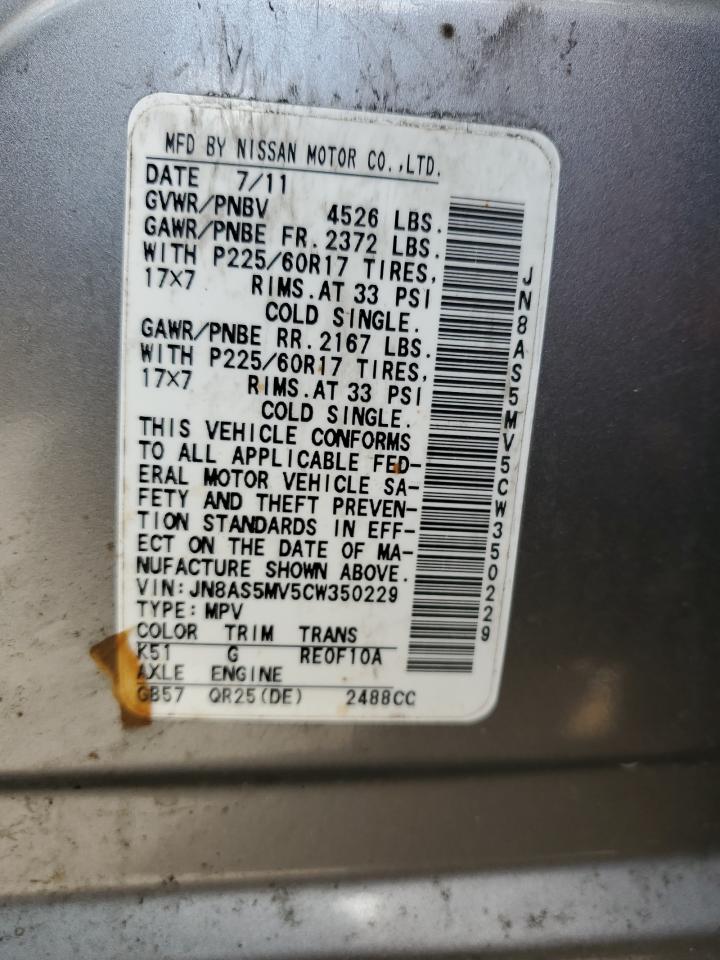 MFD BY NISSAN MOTOR CO.,LTD.
DATE 7/11
GVWR/PNBV 4526 LBS.
GAWR/PNBE FR. 2372 LBS.
WITH P225/60R17 TIRES,
17X7 RIMS.AT 33 PSI
COLD SINGLE.
GAWR/PNBE RR. 2167 LBS.
WITH P225/60R17 TIRES,
17X7 RIMS.AT 33 PSI
COLD SINGLE.
THIS VEHICLE CONFORMS
TO ALL APPLICABLE FED-
ERAL MOTOR VEHICLE SA-
FETY AND THEFT PREVEN-
TION STANDARDS IN EFF-
ECT ON THE DATE OF MA-
NUFACTURE SHOWN ABOVE.
VIN: JN8AS5MV5CW350229
TYPE: MPV
COLOR TRIM TRANS
K51 G RE0F10A
AXLE ENGINE
GB57 QR25(DE) 2488CC
JN8AS5MV5CW350229